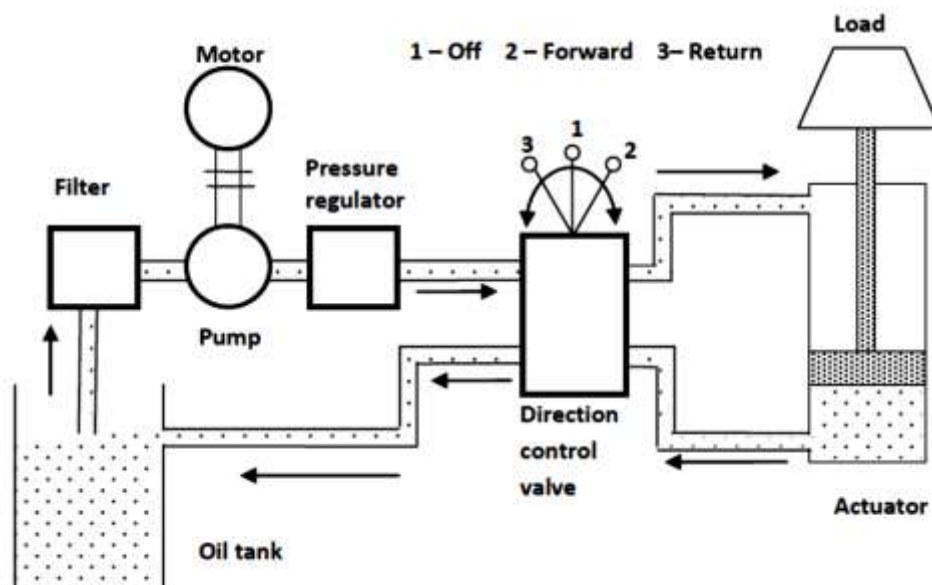 Load
Motor
1 – Off 2 – Forward 3– Return
1
3
2
Pressure
regulator
Filter
Pump
Direction
control
valve
Actuator
Oil tank